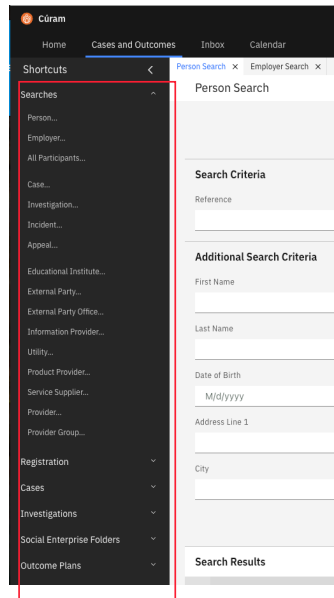 Cúram
Home Cases and Outcomes Inbox Calendar
Shortcuts
Person Search Employer Search
Searches
Person...
Employer...
All Participants...
Case...
Investigation...
Incident...
Appeal...
Educational Institute...
External Party...
External Party Office...
Information Provider...
Utility...
Product Provider...
Service Supplier...
Provider...
Provider Group...
Registration
Cases
Investigations
Social Enterprise Folders
Outcome Plans
Person Search
Search Criteria
Reference
Additional Search Criteria
First Name
Last Name
Date of Birth
M/d/yyyy
Address Line 1
City
Search Results